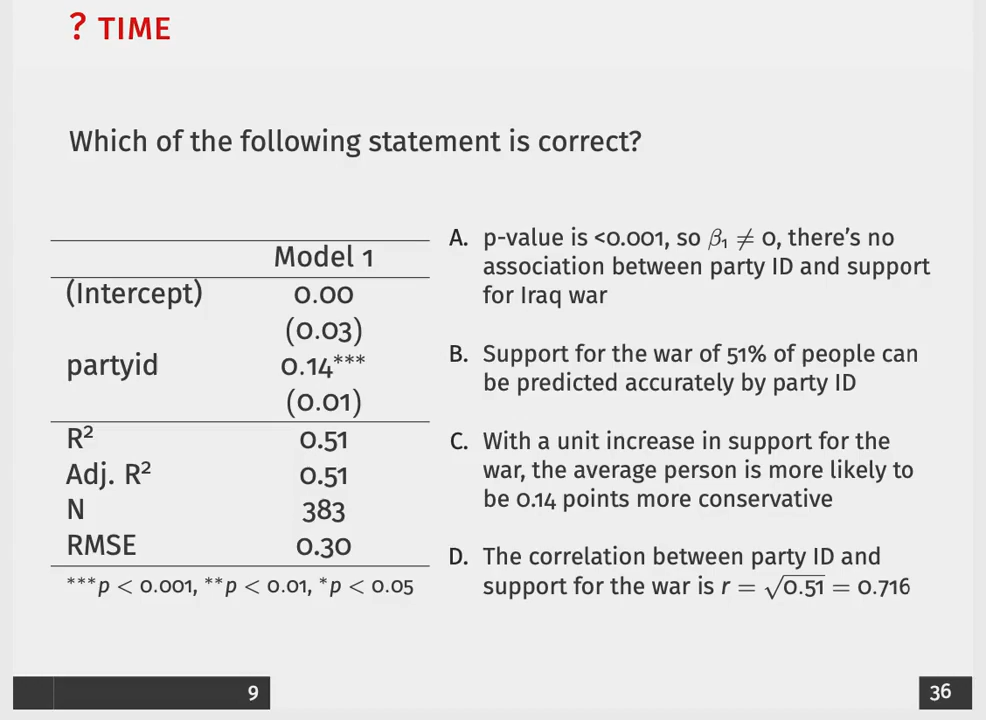 ? TIME
Which of the following statement is correct?
Model 1
(Intercept) 0.00
(0.03)
partyid 0.14***
(0.01)
R² 0.51
Adj. R² 0.51
N 383
RMSE 0.30
***p < 0.001, **p < 0.01, *p < 0.05
A. p-value is <0.001, so β₁ ≠ 0, there's no
association between party ID and support
for Iraq war
B. Support for the war of 51% of people can
be predicted accurately by party ID
C. With a unit increase in support for the
war, the average person is more likely to
be 0.14 points more conservative
D. The correlation between party ID and
support for the war is r = √0.51 = 0.716
9
36